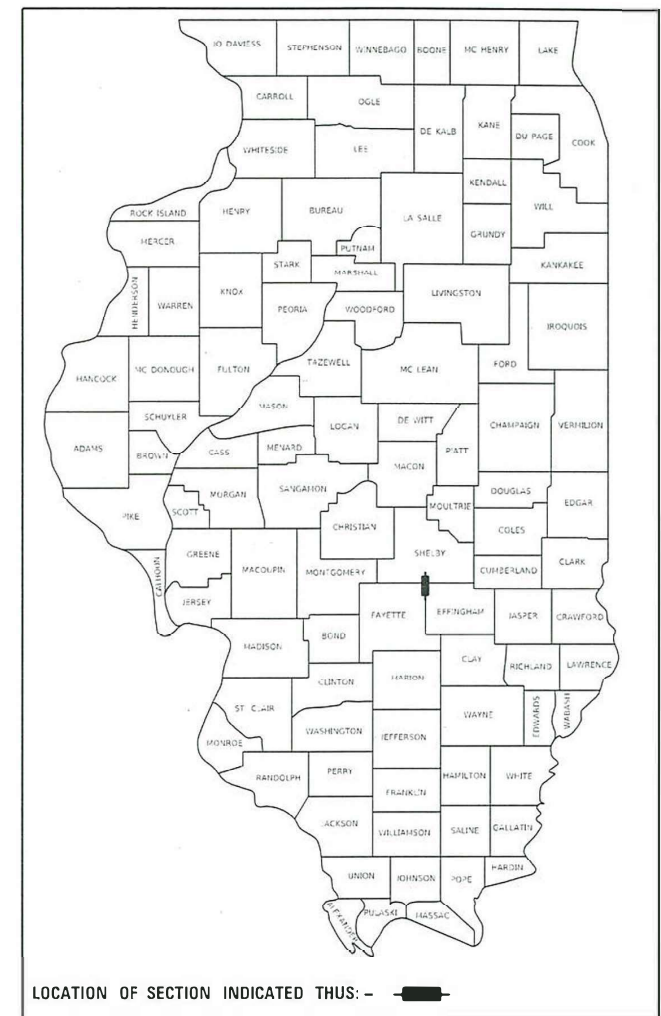 JO DAVIESS STEPHENSON WINNEBAGO BOONE MC HENRY LAKE
CARROLL OGLE
DE KALB KANE DU PAGE COOK
WHITESIDE LEE
KENDALL
ROCK ISLAND HENRY BUREAU LA SALLE WILL
GRUNDY
MERCER PUTNAM
STARK MARSHALL KANKAKEE
HENDERSON WARREN KNOX PEORIA WOODFORD LIVINGSTON IROQUOIS
HANCOCK MC DONOUGH FULTON TAZEWELL MC LEAN FORD
MASON
SCHUYLER LOGAN DE WITT CHAMPAIGN VERMILION
ADAMS BROWN CASS MENARD PIATT
MACON
MORGAN SANGAMON DOUGLAS EDGAR
PIKE SCOTT CHRISTIAN MOULTRIE
COLES
GREENE SHELBY
CALHOUN MACOUPIN MONTGOMERY CUMBERLAND CLARK
JERSEY FAYETTE EFFINGHAM JASPER CRAWFORD
MADISON BOND
CLAY RICHLAND LAWRENCE
CLINTON MARION
ST CLAIR WAYNE EDWARDS WABASH
MONROE WASHINGTON JEFFERSON
RANDOLPH PERRY HAMILTON WHITE
FRANKLIN
JACKSON WILLIAMSON SALINE GALLATIN
UNION JOHNSON POPE HARDIN
ALEXANDER PULASKI MASSAC
LOCATION OF SECTION INDICATED THUS: -